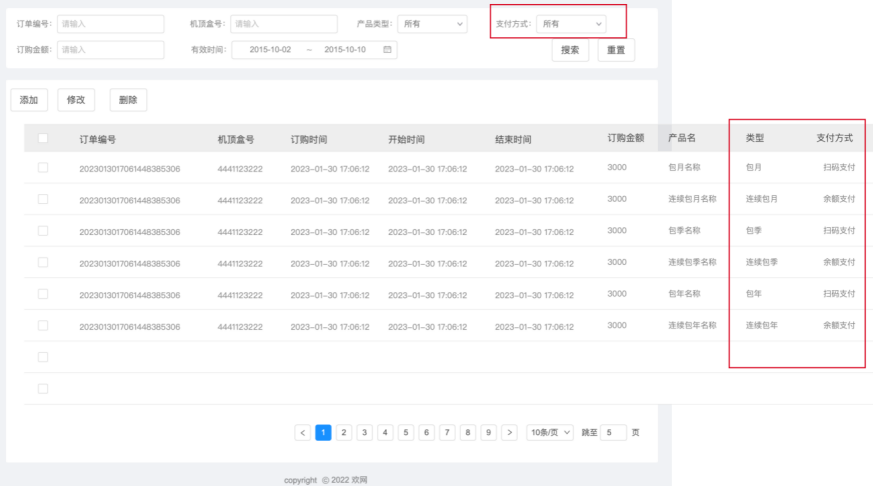 订单编号: 请输入 机顶盒号: 请输入 产品类型: 所有 支付方式: 所有
订购金额: 请输入 有效时间: 2015-10-02 ~ 2015-10-10 搜索 重置
添加 修改 删除
订单编号 机顶盒号 订购时间 开始时间 结束时间 订购金额 产品名 类型 支付方式
2023013017061448385306 4441123222 2023-01-30 17:06:12 2023-01-30 17:06:12 2023-01-30 17:06:12 3000 包月名称 包月 扫码支付
2023013017061448385306 4441123222 2023-01-30 17:06:12 2023-01-30 17:06:12 2023-01-30 17:06:12 3000 连续包月名称 连续包月 余额支付
2023013017061448385306 4441123222 2023-01-30 17:06:12 2023-01-30 17:06:12 2023-01-30 17:06:12 3000 包季名称 包季 扫码支付
2023013017061448385306 4441123222 2023-01-30 17:06:12 2023-01-30 17:06:12 2023-01-30 17:06:12 3000 连续包季名称 连续包季 余额支付
2023013017061448385306 4441123222 2023-01-30 17:06:12 2023-01-30 17:06:12 2023-01-30 17:06:12 3000 包年名称 包年 扫码支付
2023013017061448385306 4441123222 2023-01-30 17:06:12 2023-01-30 17:06:12 2023-01-30 17:06:12 3000 连续包年名称 连续包年 余额支付
< 1 2 3 4 5 6 7 8 9 > 10条/页 跳至 5 页
copyright © 2022 欢网